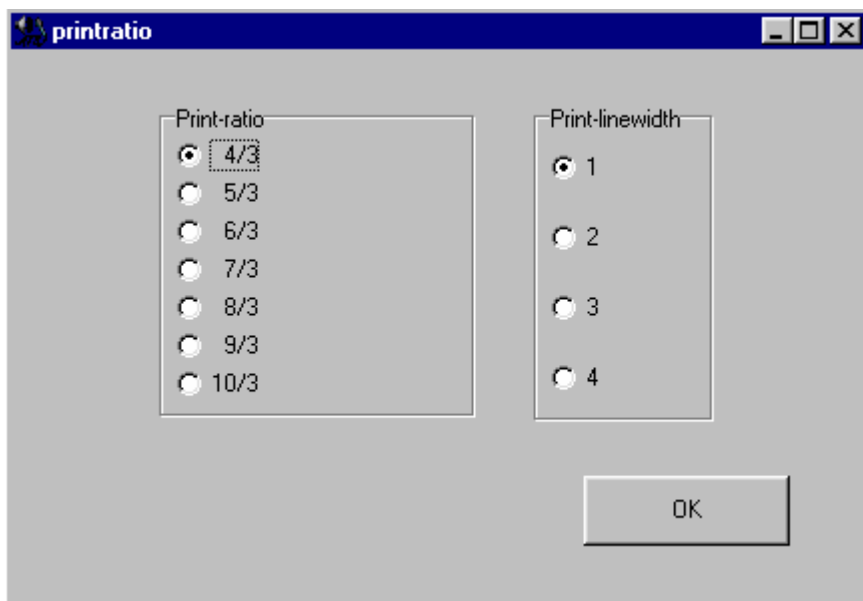 printratio
Print-ratio
4/3
5/3
6/3
7/3
8/3
9/3
10/3
Print-linewidth
1
2
3
4
OK